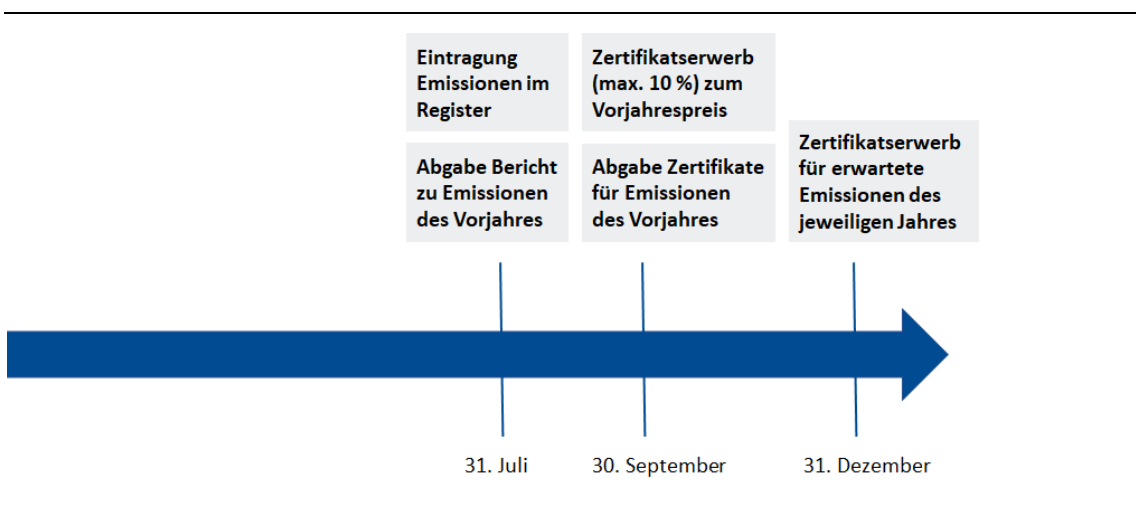 Eintragung
Emissionen im
Register
Abgabe Bericht
zu Emissionen
des Vorjahres
Zertifikatserwerb
(max. 10 %) zum
Vorjahrespreis
Abgabe Zertifikate
für Emissionen
des Vorjahres
Zertifikatserwerb
für erwartete
Emissionen des
jeweiligen Jahres
31. Juli
30. September
31. Dezember